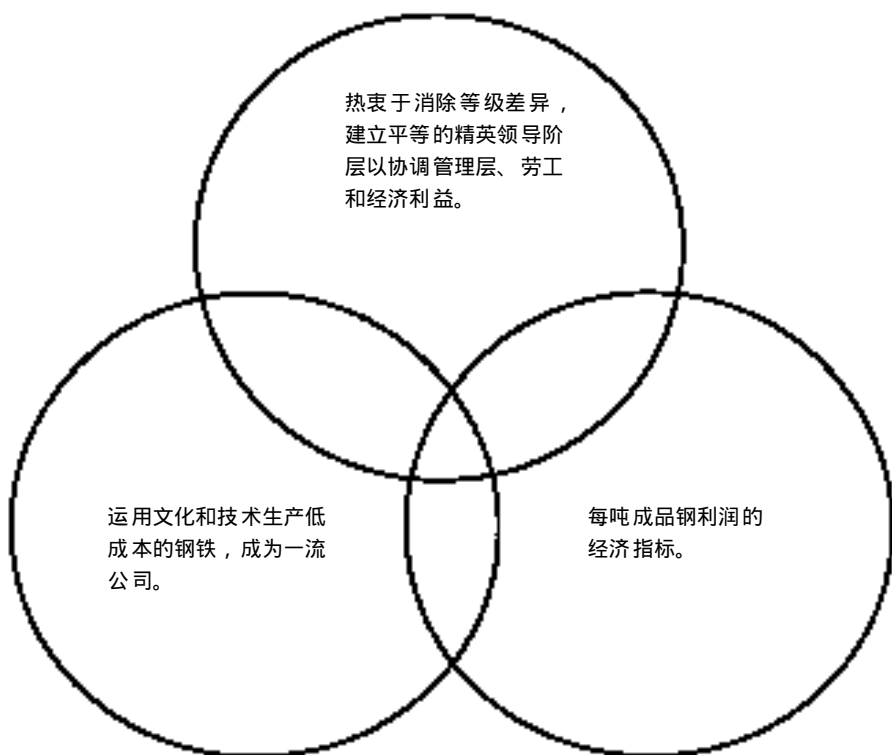 热衷于消除等级差异，
建立平等的精英领导阶
层以协调管理层、劳工
和经济利益。
运用文化和技术生产低
成本的钢铁，成为一流
公司。
每吨成品钢利润的
经济指标。